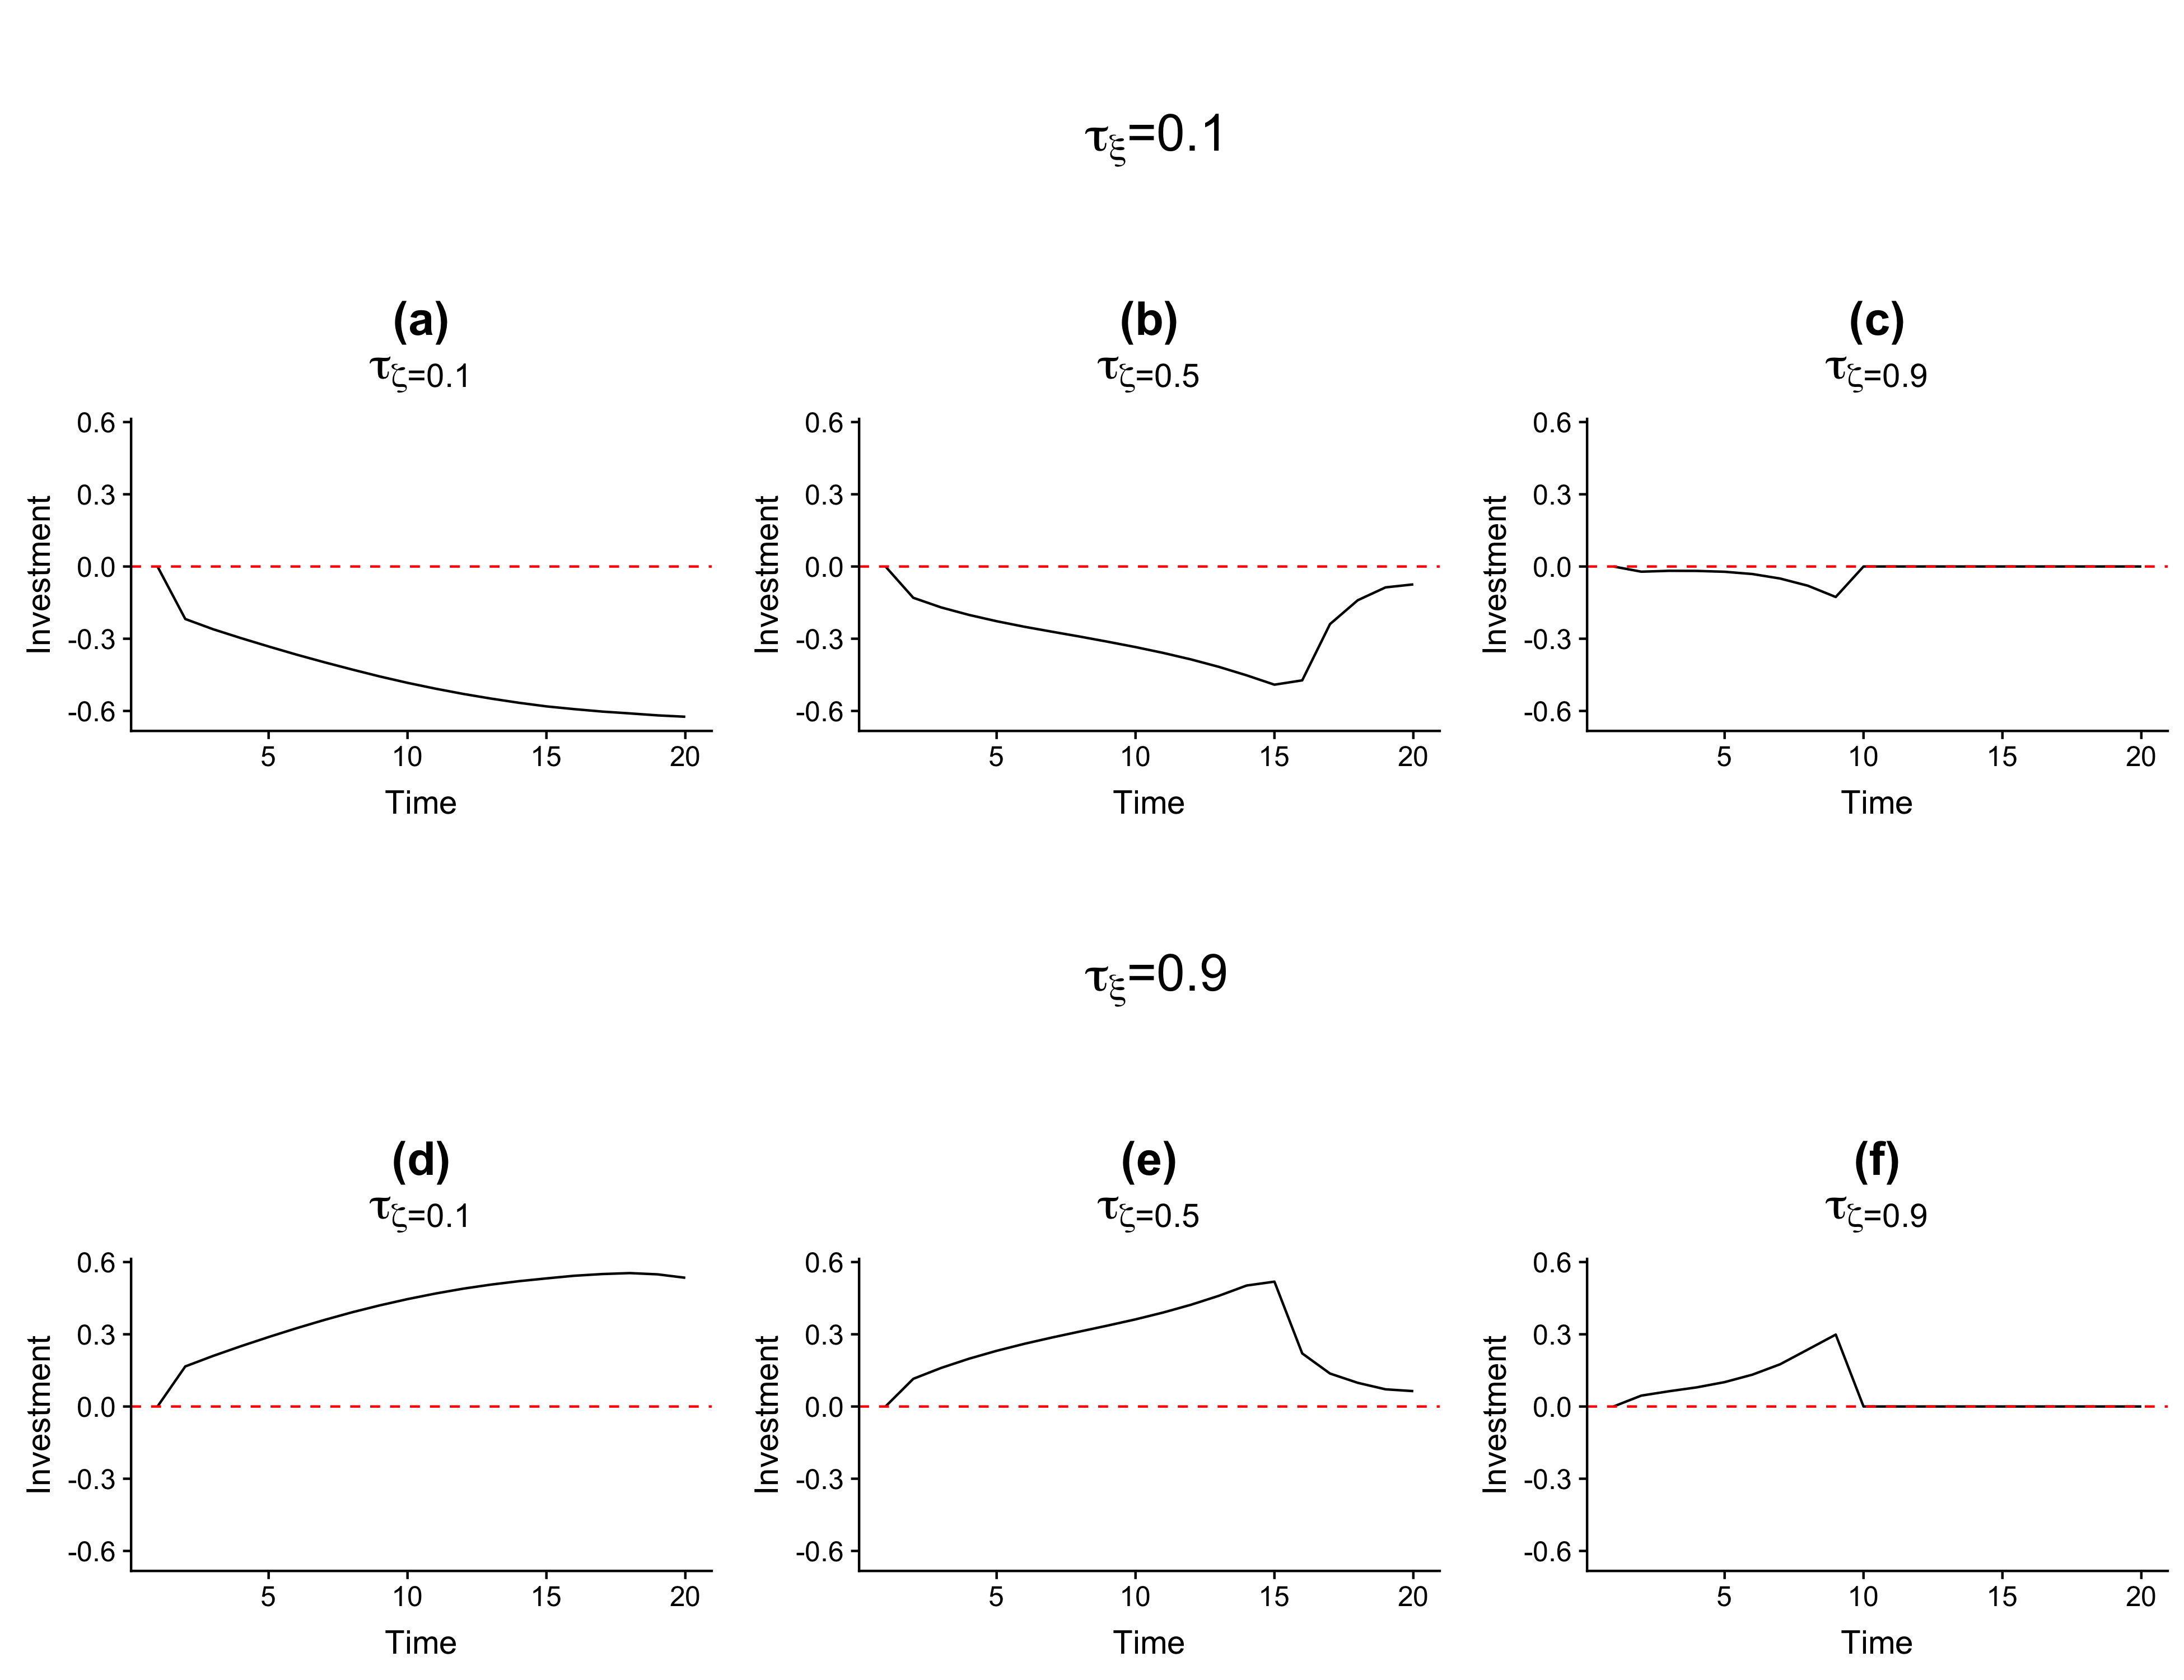 τξ=0.1
(a) (b) (c)
τζ=0.1 τζ=0.5 τζ=0.9
0.6 0.6 0.6
0.3 0.3 0.3
0.0 0.0 0.0
-0.3 -0.3 -0.3
-0.6 -0.6 -0.6
Investment Investment Investment
5 10 15 20 5 10 15 20 5 10 15 20
Time Time Time
τξ=0.9
(d) (e) (f)
τζ=0.1 τζ=0.5 τζ=0.9
0.6 0.6 0.6
0.3 0.3 0.3
0.0 0.0 0.0
-0.3 -0.3 -0.3
-0.6 -0.6 -0.6
Investment Investment Investment
5 10 15 20 5 10 15 20 5 10 15 20
Time Time Time